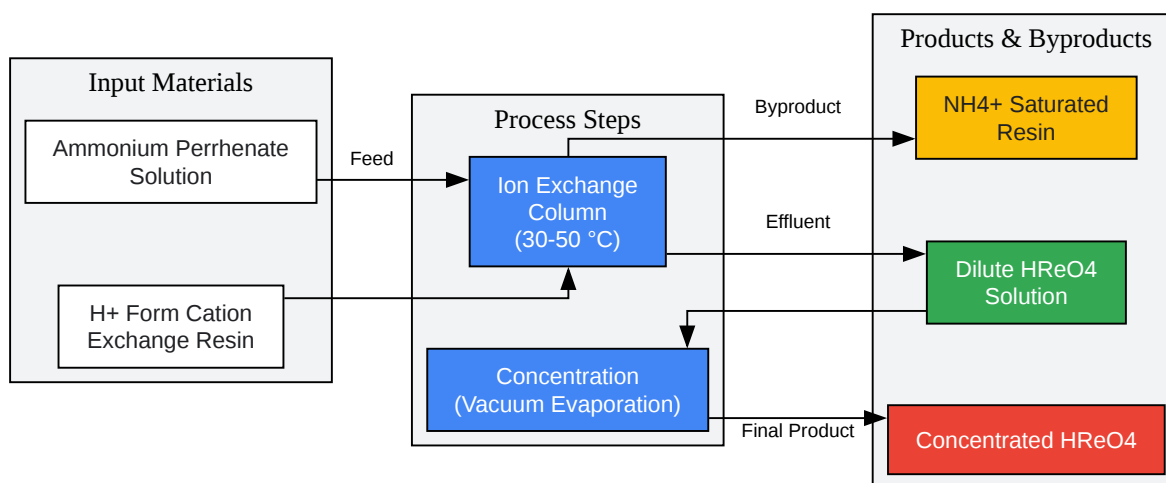 Input Materials
Ammonium Perrhenate
Solution
H+ Form Cation
Exchange Resin
Feed
Process Steps
Ion Exchange
Column
(30-50 °C)
Concentration
(Vacuum Evaporation)
Byproduct
Effluent
Final Product
Products & Byproducts
NH4+ Saturated
Resin
Dilute HReO4
Solution
Concentrated HReO4